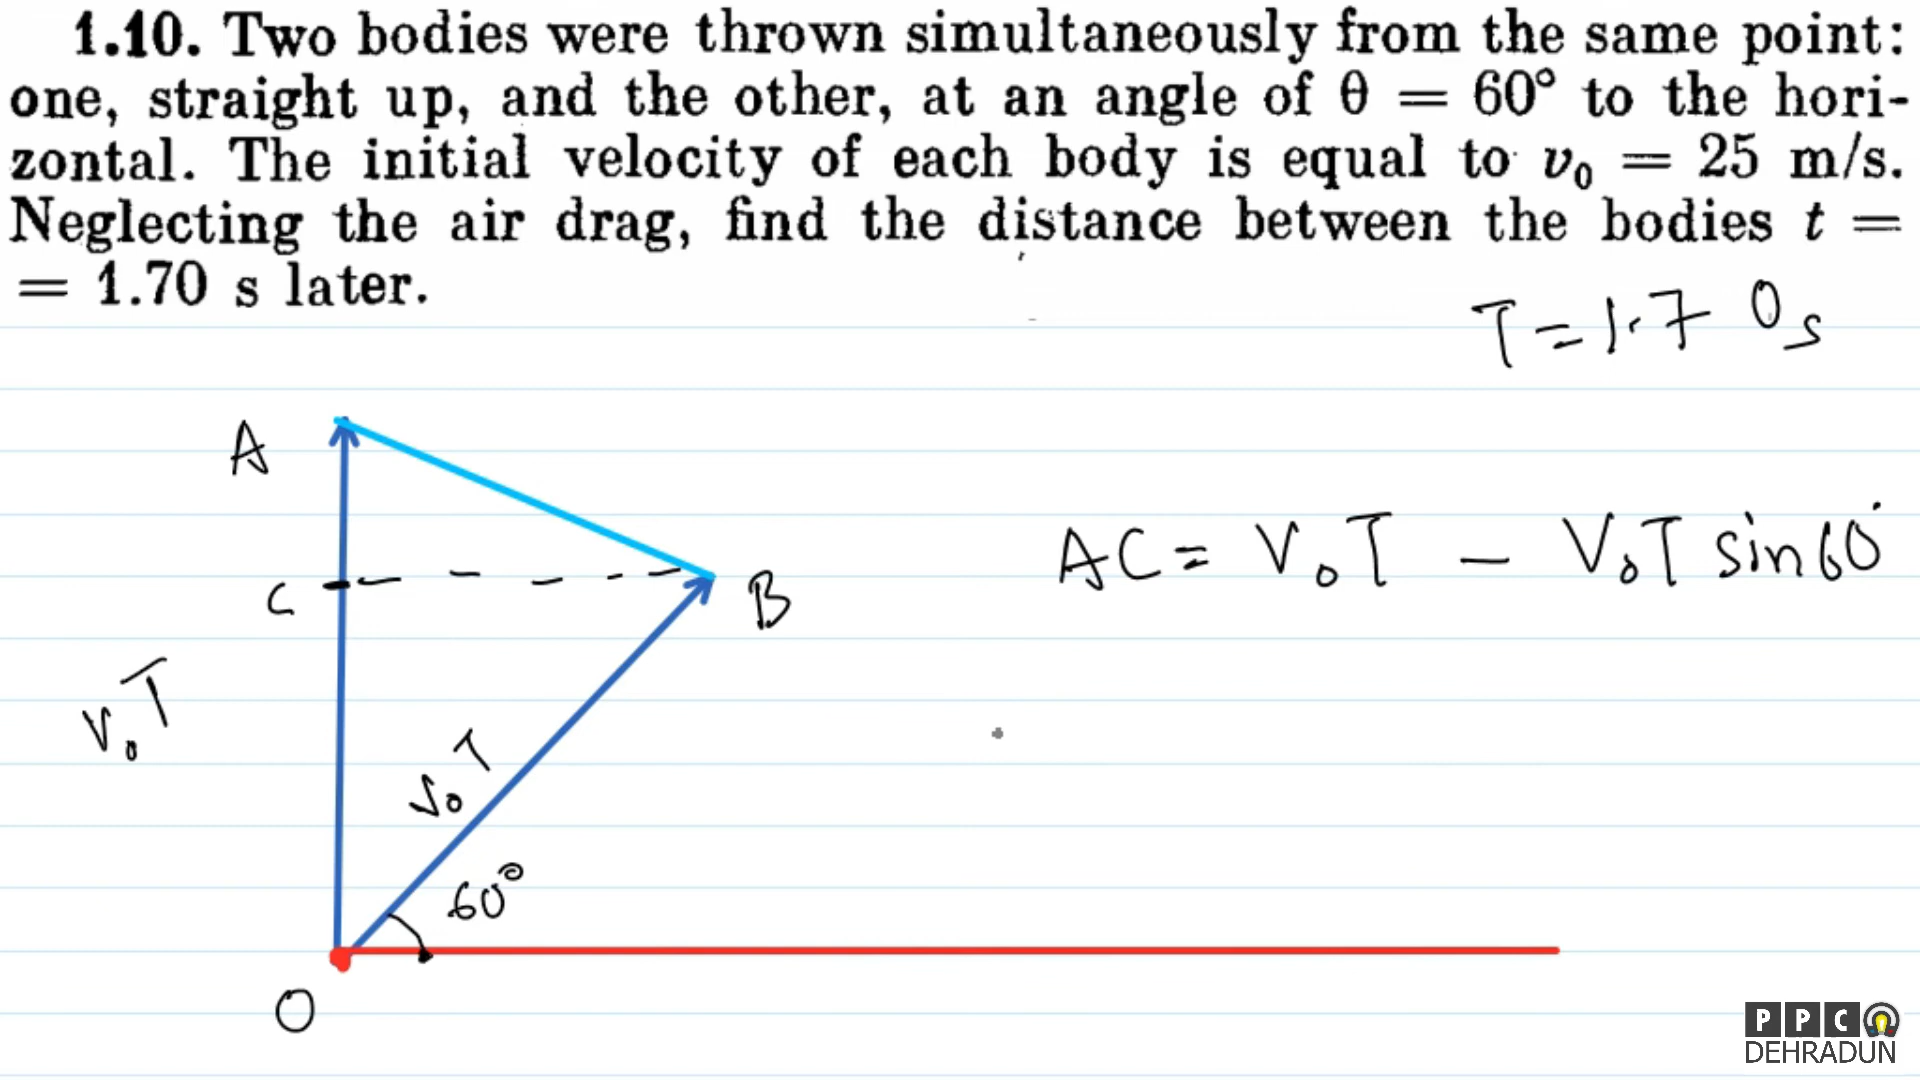 1.10. Two bodies were thrown simultaneously from the same point:
one, straight up, and the other, at an angle of θ = 60° to the hori-
zontal. The initial velocity of each body is equal to v₀ = 25 m/s.
Neglecting the air drag, find the distance between the bodies t =
= 1.70 s later.
T = 1.70s
A
AC = V₀T - V₀T sin60°
C
B
V₀T
V₀T
60°
O
PPC
DEHRADUN